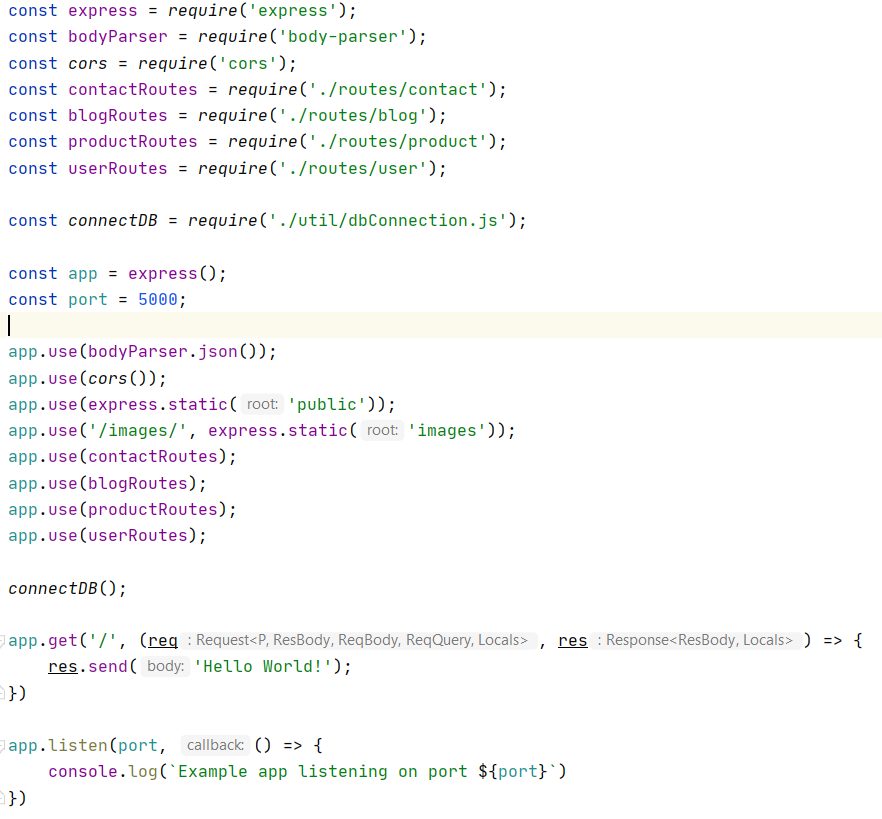 const express = require('express');
const bodyParser = require('body-parser');
const cors = require('cors');
const contactRoutes = require('./routes/contact');
const blogRoutes = require('./routes/blog');
const productRoutes = require('./routes/product');
const userRoutes = require('./routes/user');
const connectDB = require('./util/dbConnection.js');
const app = express();
const port = 5000;
app.use(bodyParser.json());
app.use(cors());
app.use(express.static( root: 'public'));
app.use('/images/', express.static( root: 'images'));
app.use(contactRoutes);
app.use(blogRoutes);
app.use(productRoutes);
app.use(userRoutes);
connectDB();
app.get('/', (req : Request<P, ResBody, ReqBody, ReqQuery, Locals> , res : Response<ResBody, Locals> ) => {
    res.send( body: 'Hello World!');
})
app.listen(port, callback: () => {
    console.log(`Example app listening on port ${port}`)
})